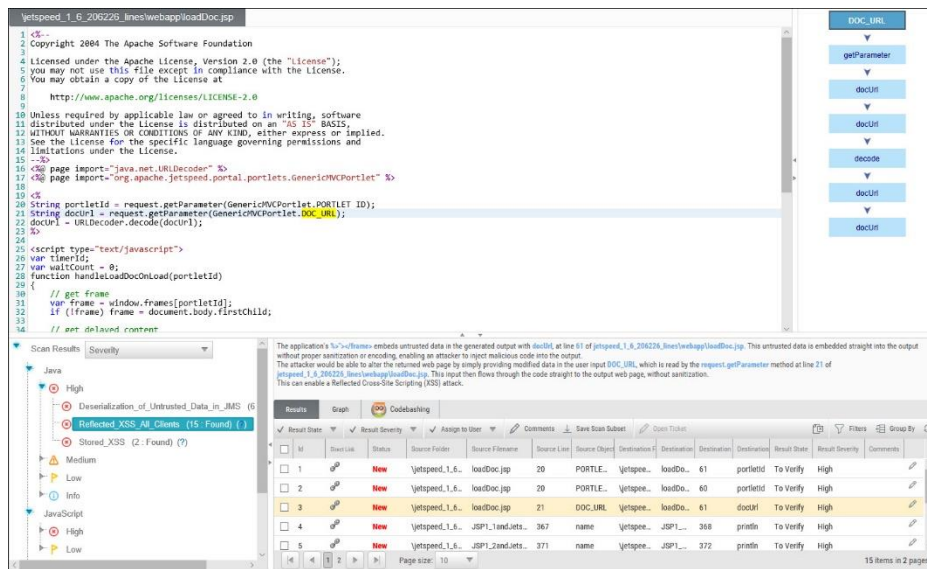 \jetspeed_1_6_206226_lines\webapp\loadDoc.jsp
1 <%--
2 Copyright 2004 The Apache Software Foundation
3
4 Licensed under the Apache License, Version 2.0 (the "License");
5 you may not use this file except in compliance with the License.
6 You may obtain a copy of the License at
7
8 http://www.apache.org/licenses/LICENSE-2.0
9
10 Unless required by applicable law or agreed to in writing, software
11 distributed under the License is distributed on an "AS IS" BASIS,
12 WITHOUT WARRANTIES OR CONDITIONS OF ANY KIND, either express or implied.
13 See the License for the specific language governing permissions and
14 limitations under the License.
15 --%>
16 <%@ page import="java.net.URLDecoder" %>
17 <%@ page import="org.apache.jetspeed.portal.portlets.GenericMVCPortlet" %>
18
19 <%
20 String portletId = request.getParameter(GenericMVCPortlet.PORTLET_ID);
21 String docUrl = request.getParameter(GenericMVCPortlet.DOC_URL);
22 docUrl = URLDecoder.decode(docUrl);
23 %>
24
25 <script type="text/javascript">
26 var timerId;
27 var waitCount = 0;
28 function handleLoadDocOnLoad(portletId)
29 {
30 // get frame
31 var frame = window.frames[portletId];
32 if (!frame) frame = document.body.firstChild;
33
34 // get delayed content
DOC_URL
getParameter
docUrl
docUrl
decode
docUrl
docUrl
Scan Results Severity
Java
High
Deserialization_of_Untrusted_Data_in_JMS (6
Reflected_XSS_All_Clients (15 : Found)
Stored_XSS (2 : Found) (?)
Medium
Low
Info
JavaScript
High
Low
The application's %>"></iframe> embeds untrusted data in the generated output with docUrl, at line 61 of jetspeed_1_6_206226_lines\webapp\loadDoc.jsp. This untrusted data is embedded straight into the output
without proper sanitization or encoding, enabling an attacker to inject malicious code into the output.
The attacker would be able to alter the returned web page by simply providing modified data in the user input DOC_URL, which is read by the request.getParameter method at line 21 of
jetspeed_1_6_206226_lines\webapp\loadDoc.jsp. This input then flows through the code straight to the output web page, without sanitization.
This can enable a Reflected Cross-Site Scripting (XSS) attack.
Results Graph Codebashing
Result State Result Severity Assign to User Comments Save Scan Subset Open Ticket Filters Group By
Id Direct Link Status Source Folder Source Filename Source Line Source Object Destination F Destination Destination Destination Result State Result Severity Comments
1 New \jetspeed_1_6... loadDoc.jsp 20 PORTLE... \jetspee... loadDo... 61 portletId To Verify High
2 New \jetspeed_1_6... loadDoc.jsp 20 PORTLE... \jetspee... loadDo... 60 portletId To Verify High
3 New \jetspeed_1_6... loadDoc.jsp 21 DOC_URL \jetspee... loadDo... 61 docUrl To Verify High
4 New \jetspeed_1_6... JSP1_1andJets... 367 name \jetspee... JSP1_... 368 println To Verify High
5 New \jetspeed_1_6... JSP1_2andJets... 371 name \jetspee... JSP1_... 372 println To Verify High
1 2 Page size: 10 15 items in 2 pages